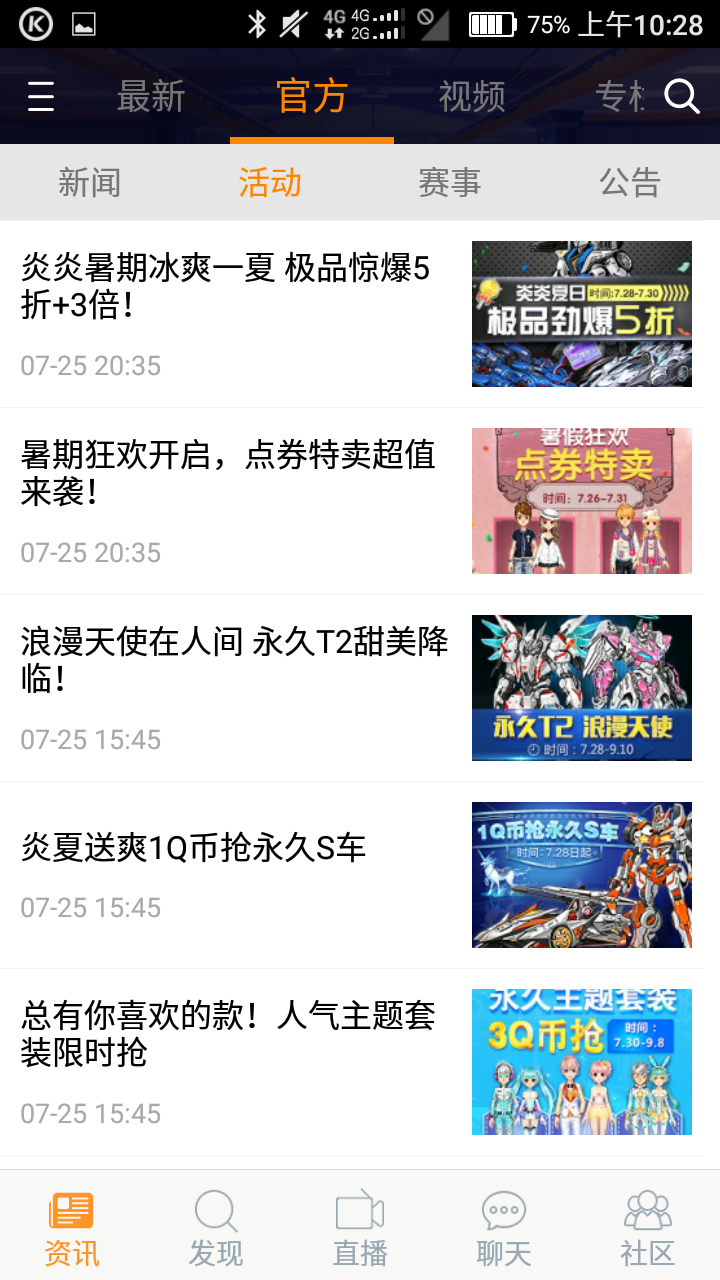 4G 4G 2G 75% 上午10:28
最新 官方 视频 专栏
新闻 活动 赛事 公告
炎炎暑期冰爽一夏 极品惊爆5
折+3倍！
07-25 20:35
炎炎夏日 时间:7.28-7.30
极品劲爆5折
暑期狂欢开启，点券特卖超值
来袭！
07-25 20:35
暑假狂欢
点券特卖
时间：7.26-7.31
浪漫天使在人间 永久T2甜美降
临！
07-25 15:45
永久T2 浪漫天使
时间：7.28-9.10
炎夏送爽1Q币抢永久S车
07-25 15:45
1Q币抢永久S车
时间:7.28日起
总有你喜欢的款！人气主题套
装限时抢
07-25 15:45
永久主题套装
3Q币抢 时间：
7.30-9.8
资讯 发现 直播 聊天 社区